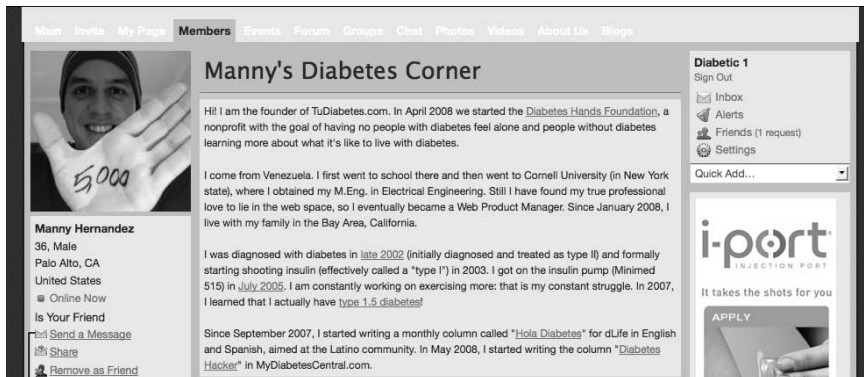 Main Invite My Page Members Events Forum Groups Chat Photos Videos About Us Blogs
5,000
Manny Hernandez
36, Male
Palo Alto, CA
United States
Online Now
Is Your Friend
Send a Message
Share
Remove as Friend
Manny's Diabetes Corner
Hi! I am the founder of TuDiabetes.com. In April 2008 we started the Diabetes Hands Foundation, a
nonprofit with the goal of having no people with diabetes feel alone and people without diabetes
learning more about what it's like to live with diabetes.
I come from Venezuela. I first went to school there and then went to Cornell University (in New York
state), where I obtained my M.Eng. in Electrical Engineering. Still I have found my true professional
love to lie in the web space, so I eventually became a Web Product Manager. Since January 2008, I
live with my family in the Bay Area, California.
I was diagnosed with diabetes in late 2002 (initially diagnosed and treated as type II) and formally
starting shooting insulin (effectively called a "type I") in 2003. I got on the insulin pump (Minimed
515) in July 2005. I am constantly working on exercising more: that is my constant struggle. In 2007,
I learned that I actually have type 1.5 diabetes!
Since September 2007, I started writing a monthly column called "Hola Diabetes" for dLife in English
and Spanish, aimed at the Latino community. In May 2008, I started writing the column "Diabetes
Hacker" in MyDiabetesCentral.com.
Diabetic 1
Sign Out
Inbox
Alerts
Friends (1 request)
Settings
Quick Add...
i-port
INJECTION PORT
It takes the shots for you
APPLY